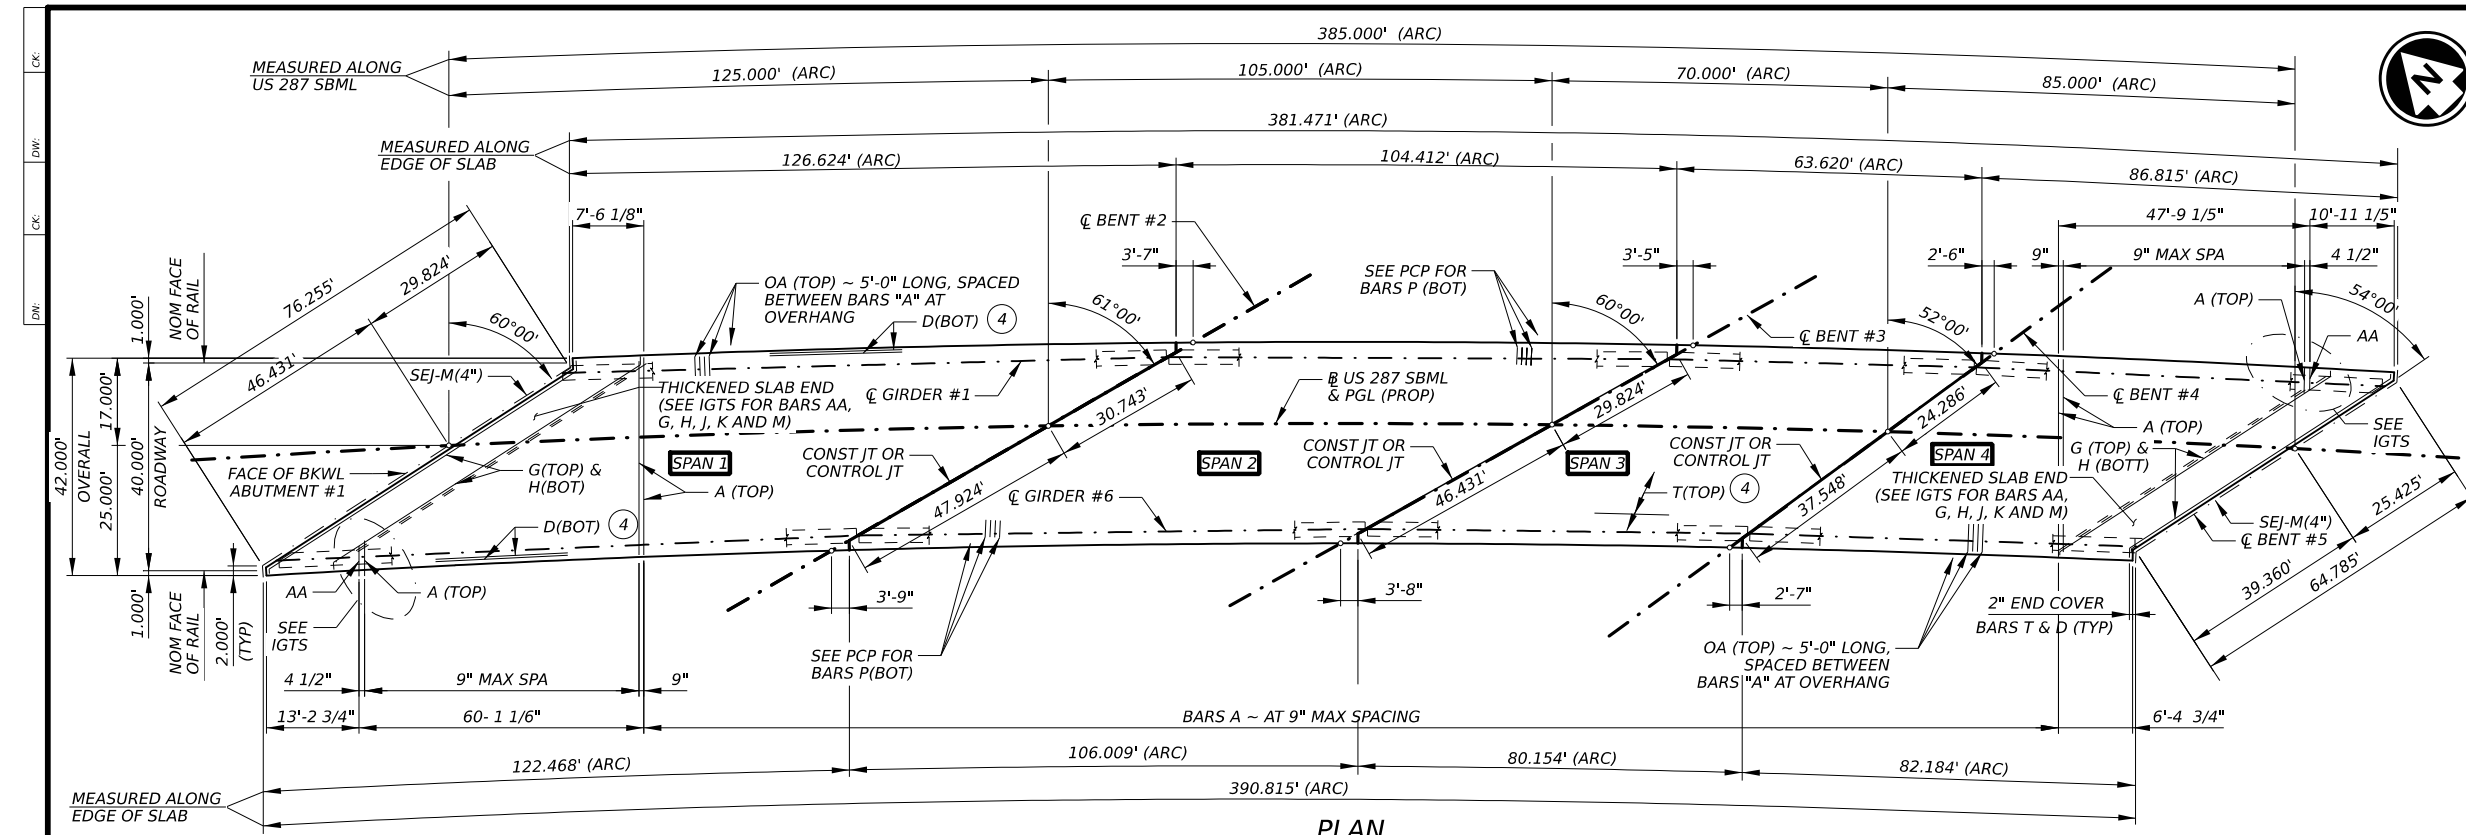 CK:
DW:
CK:
DN:
385.000' (ARC)
MEASURED ALONG
US 287 SBML
125.000' (ARC)
105.000' (ARC)
70.000' (ARC)
85.000' (ARC)
N
381.471' (ARC)
MEASURED ALONG
EDGE OF SLAB
126.624' (ARC)
104.412' (ARC)
63.620' (ARC)
86.815' (ARC)
7'-6 1/8"
℄ BENT #2
47'-9 1/5"
10'-11 1/5"
3'-7"
3'-5"
2'-6"
9"
9" MAX SPA
4 1/2"
76.255'
29.824'
46.431'
60°00'
1.000'
NOM FACE
OF RAIL
OA (TOP) ~ 5'-0" LONG, SPACED
BETWEEN BARS "A" AT
OVERHANG
D(BOT) 4
61°00'
SEE PCP FOR
BARS P (BOT)
60°00'
℄ BENT #3
52°00'
A (TOP)
54°00'
AA
SEJ-M(4")
THICKENED SLAB END
(SEE IGTS FOR BARS AA,
G, H, J, K AND M)
℄ GIRDER #1
30.743'
B US 287 SBML
& PGL (PROP)
29.824'
24.286'
℄ BENT #4
A (TOP)
SEE
IGTS
42.000'
OVERALL
17.000'
25.000'
40.000'
ROADWAY
FACE OF BKWL
ABUTMENT #1
G(TOP) &
H(BOT)
SPAN 1
A (TOP)
CONST JT OR
CONTROL JT
SPAN 2
CONST JT OR
CONTROL JT
SPAN 3
CONST JT OR
CONTROL JT
SPAN 4
G (TOP) &
H (BOTT)
THICKENED SLAB END
(SEE IGTS FOR BARS AA,
G, H, J, K AND M)
47.924'
℄ GIRDER #6
46.431'
T(TOP) 4
37.548'
D(BOT) 4
SEJ-M(4")
℄ BENT #5
25.425'
39.360'
64.785'
1.000'
NOM FACE
OF RAIL
2.000'
(TYP)
AA
A (TOP)
SEE
IGTS
3'-9"
3'-8"
2'-7"
2" END COVER
BARS T & D (TYP)
SEE PCP FOR
BARS P(BOT)
OA (TOP) ~ 5'-0" LONG,
SPACED BETWEEN
BARS "A" AT OVERHANG
4 1/2"
9" MAX SPA
9"
13'-2 3/4"
60- 1 1/6"
BARS A ~ AT 9" MAX SPACING
6'-4 3/4"
122.468' (ARC)
106.009' (ARC)
80.154' (ARC)
82.184' (ARC)
MEASURED ALONG
EDGE OF SLAB
390.815' (ARC)
PLAN